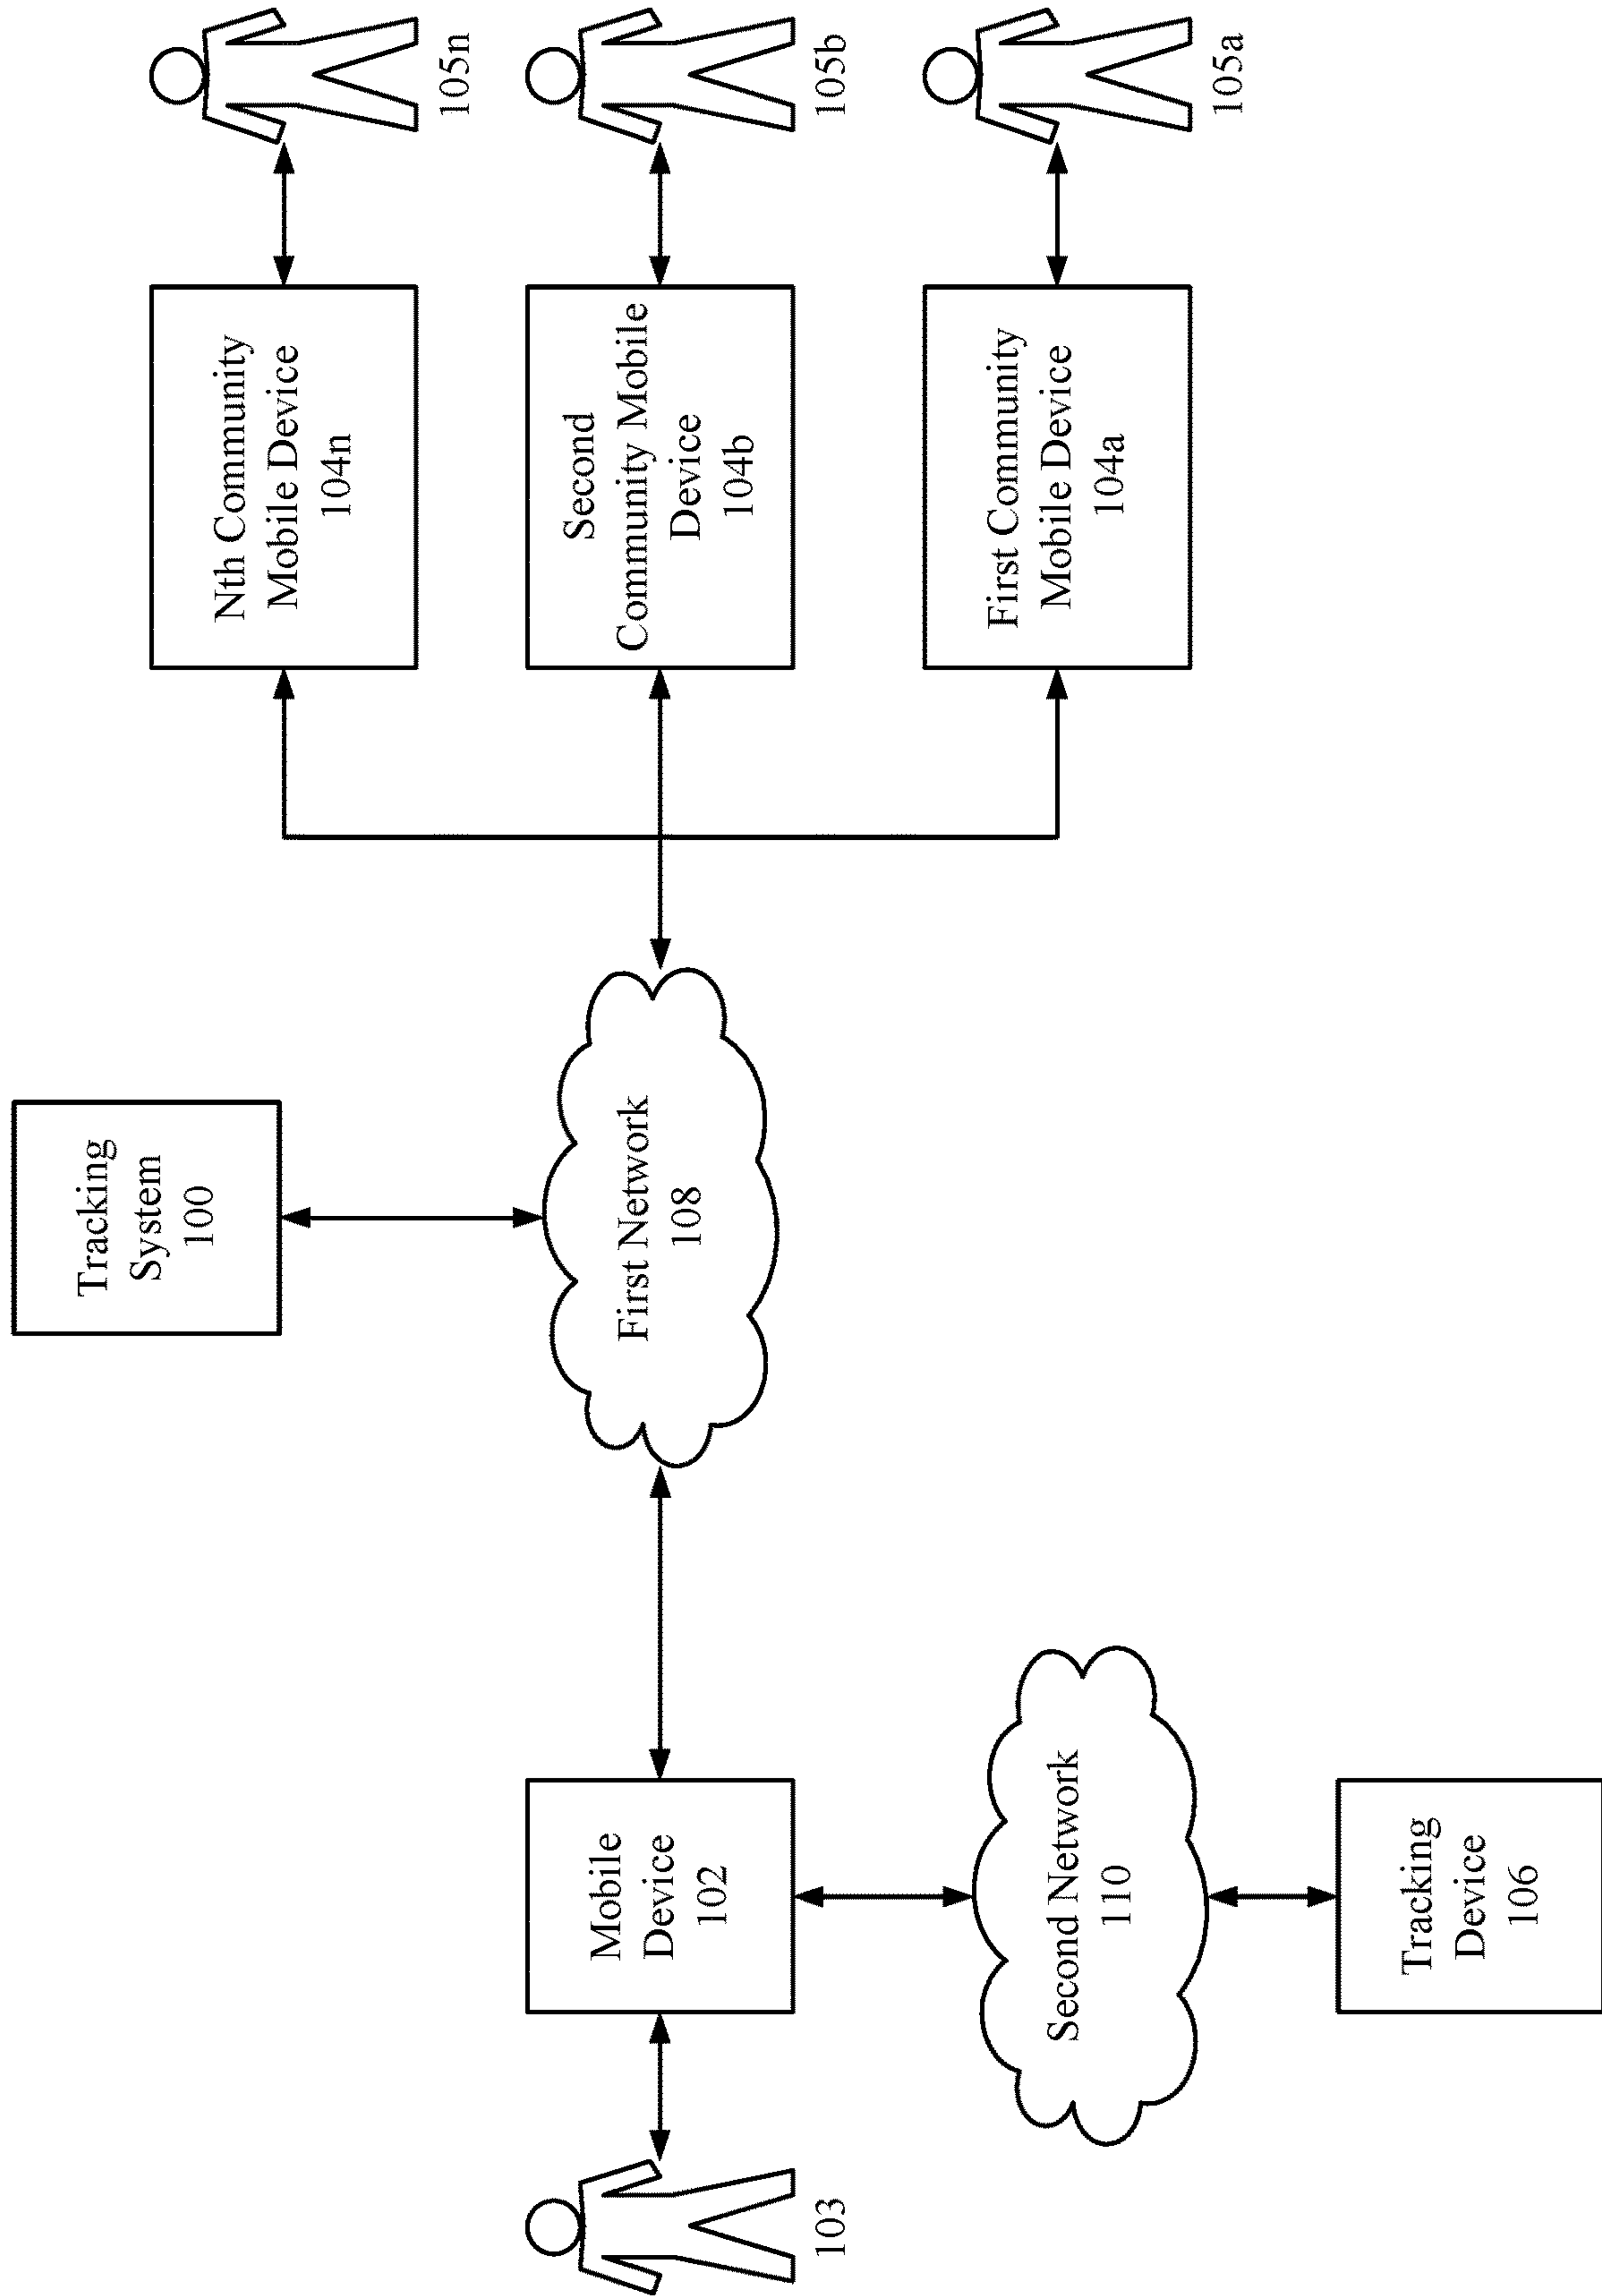 Tracking
System
100
Nth Community
Mobile Device
104n
105n
103
Mobile
Device
102
First Network
108
Second
Community Mobile
Device
104b
105b
Second Network
110
First Community
Mobile Device
104a
105a
Tracking
Device
106